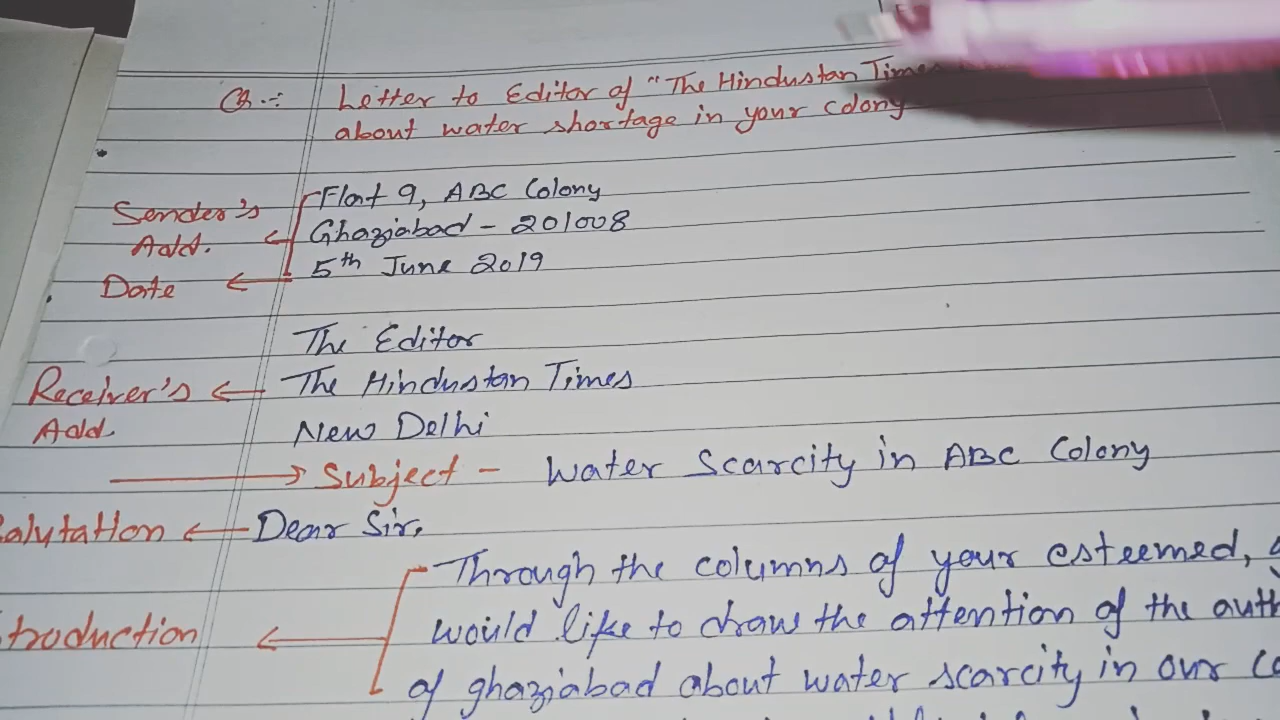 Q.:- Letter to Editor of "The Hindustan Times
about water shortage in your colony
Sender's Flat 9, ABC Colony
Add. Ghaziabad - 201008
Date 5th June 2019
The Editor
Receiver's The Hindustan Times
Add. New Delhi
Subject - Water Scarcity in ABC Colony
Salutation Dear Sir,
Through the columns of your esteemed,
troduction would like to draw the attention of the auth
of ghaziabad about water scarcity in our Co